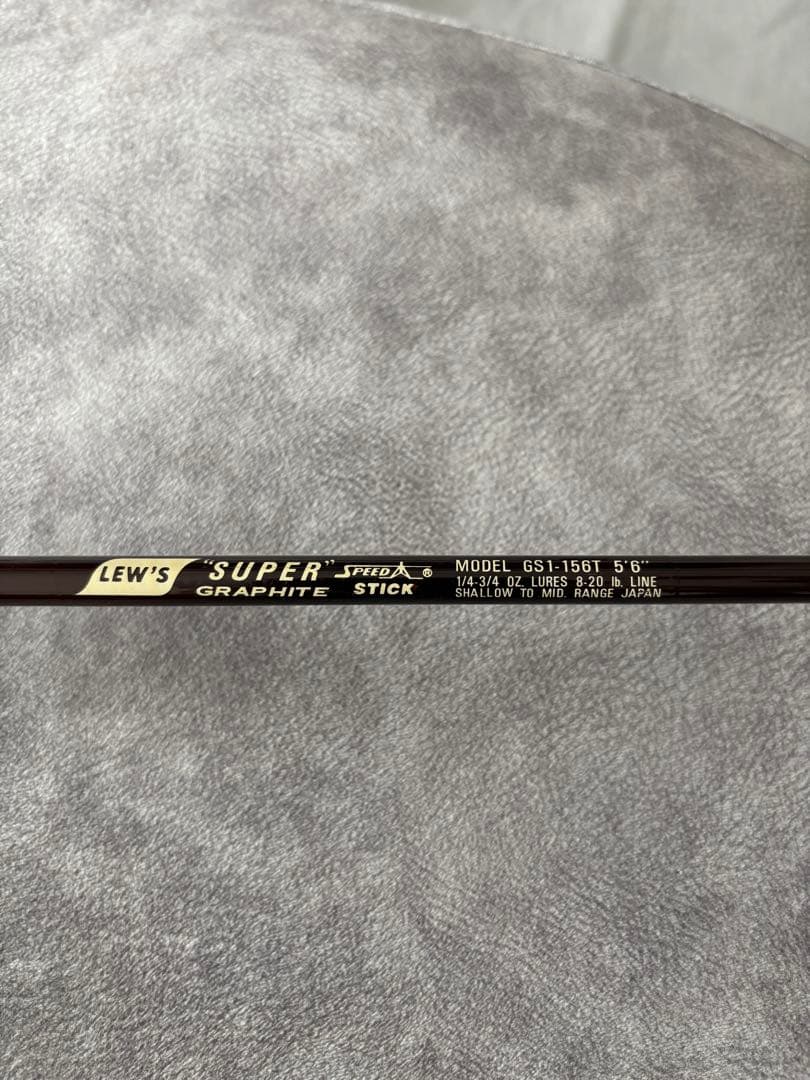 LEW'S "SUPER" SPEED ® MODEL GS1-156T 5'6"
GRAPHITE STICK 1/4-3/4 OZ. LURES 8-20 lb. LINE
SHALLOW TO MID. RANGE JAPAN